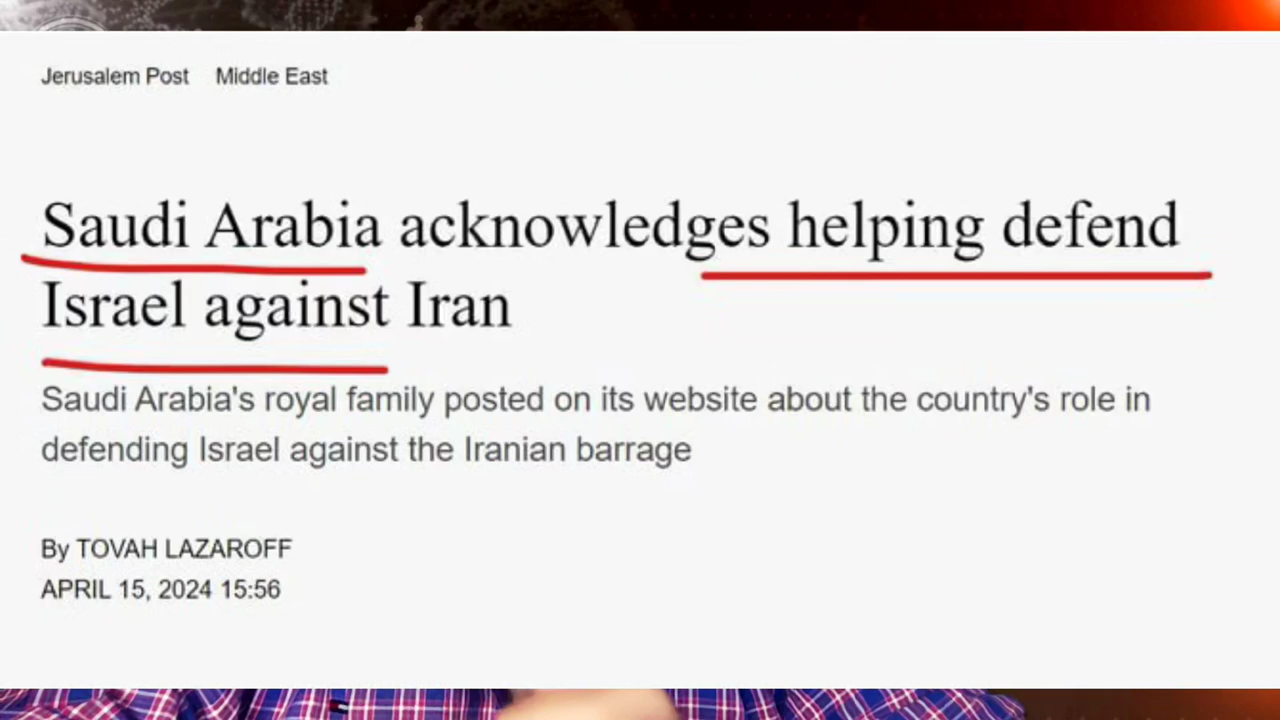 Jerusalem Post Middle East
Saudi Arabia acknowledges helping defend
Israel against Iran
Saudi Arabia's royal family posted on its website about the country's role in
defending Israel against the Iranian barrage
By TOVAH LAZAROFF
APRIL 15, 2024 15:56